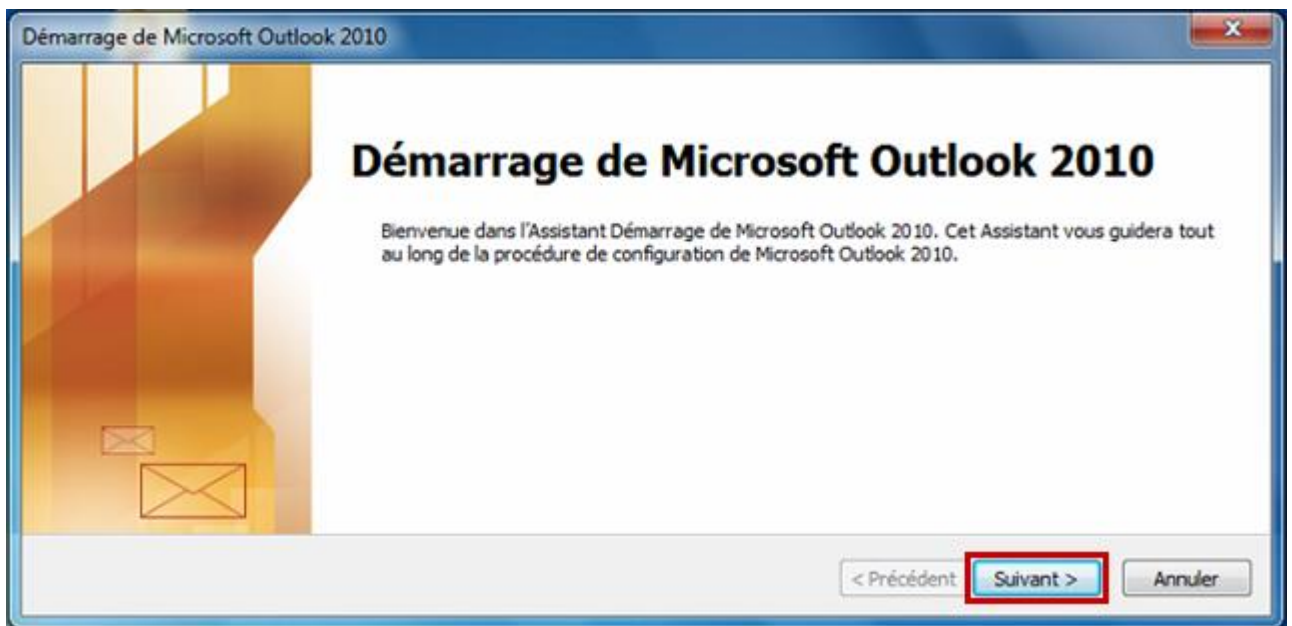 Démarrage de Microsoft Outlook 2010
Démarrage de Microsoft Outlook 2010
Bienvenue dans l'Assistant Démarrage de Microsoft Outlook 2010. Cet Assistant vous guidera tout
au long de la procédure de configuration de Microsoft Outlook 2010.
< Précédent Suivant > Annuler